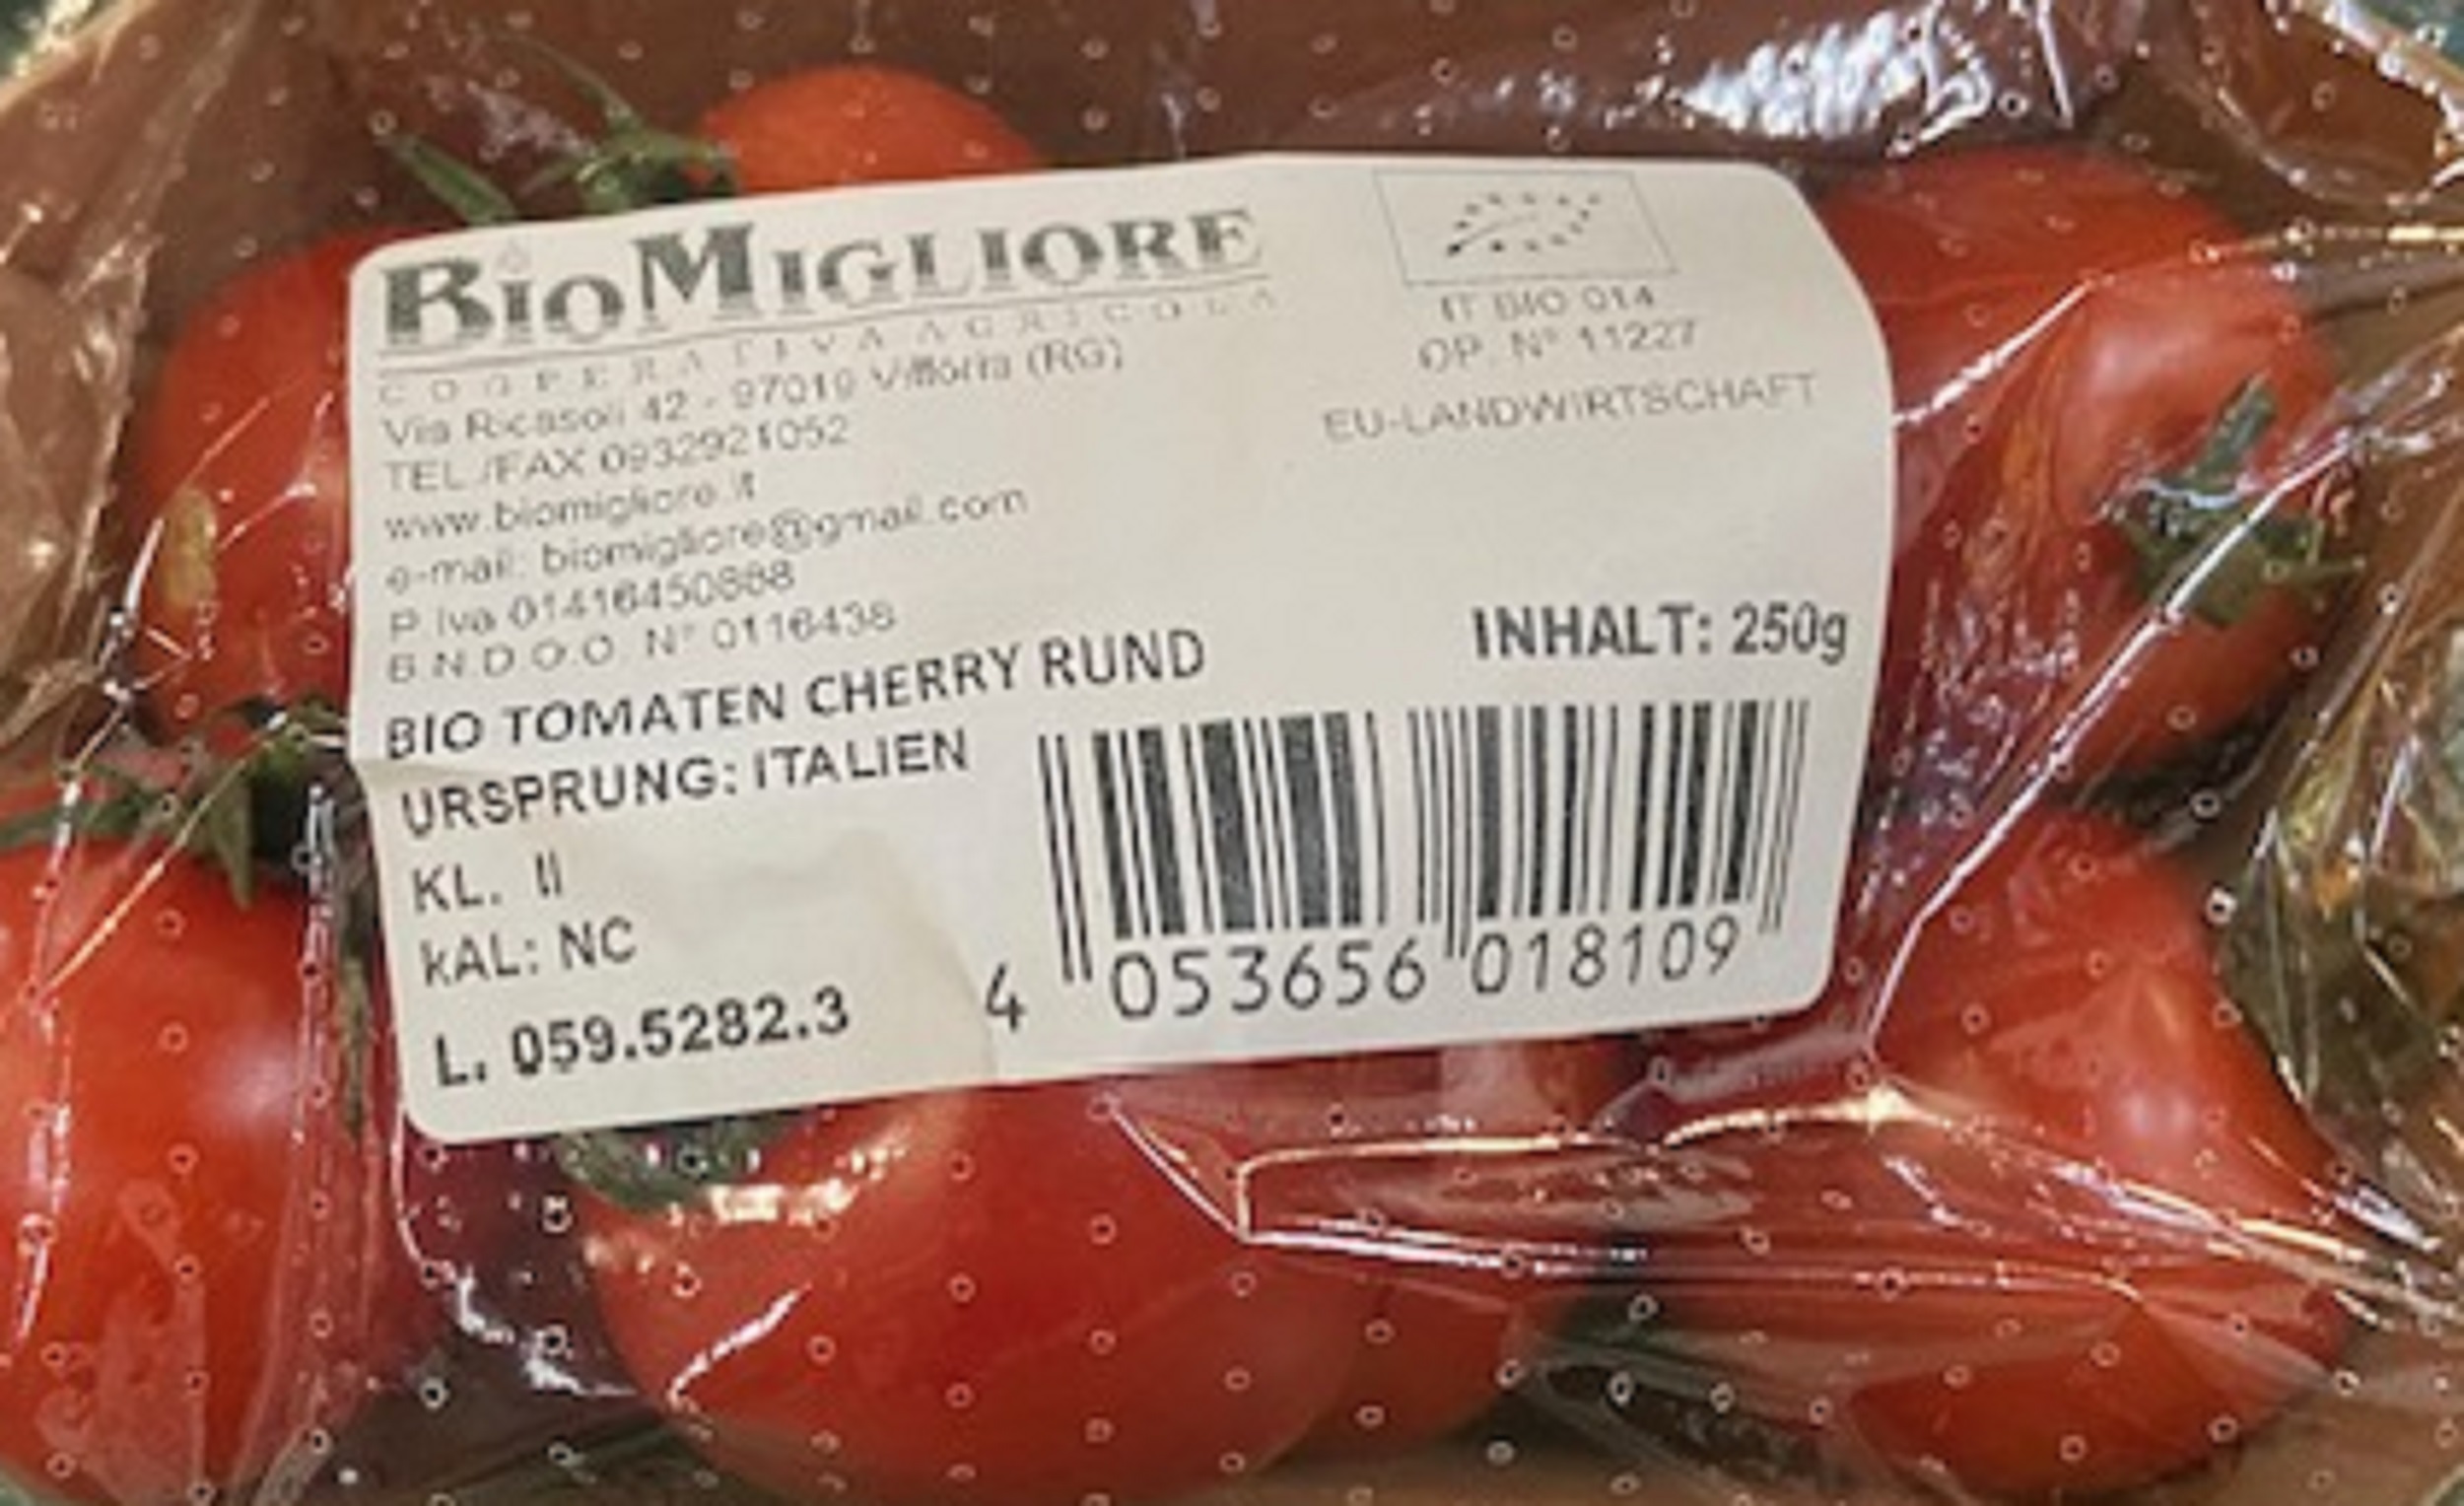 BIOMIGLIORE
COOPERATIVA AGRICOLA
Via Ricasoli 42 - 97019 Vittoria (RG)
TEL./FAX 0932921052
www.biomigliore.it
e-mail: biomigliore@gmail.com
P.iva 01416450888
B.N.D.O.O. N° 0116438
IT BIO 014
OP. N° 11227
EU-LANDWIRTSCHAFT
BIO TOMATEN CHERRY RUND
INHALT: 250g
URSPRUNG: ITALIEN
KL. II
kAL: NC
L. 059.5282.3
4 053656 018109